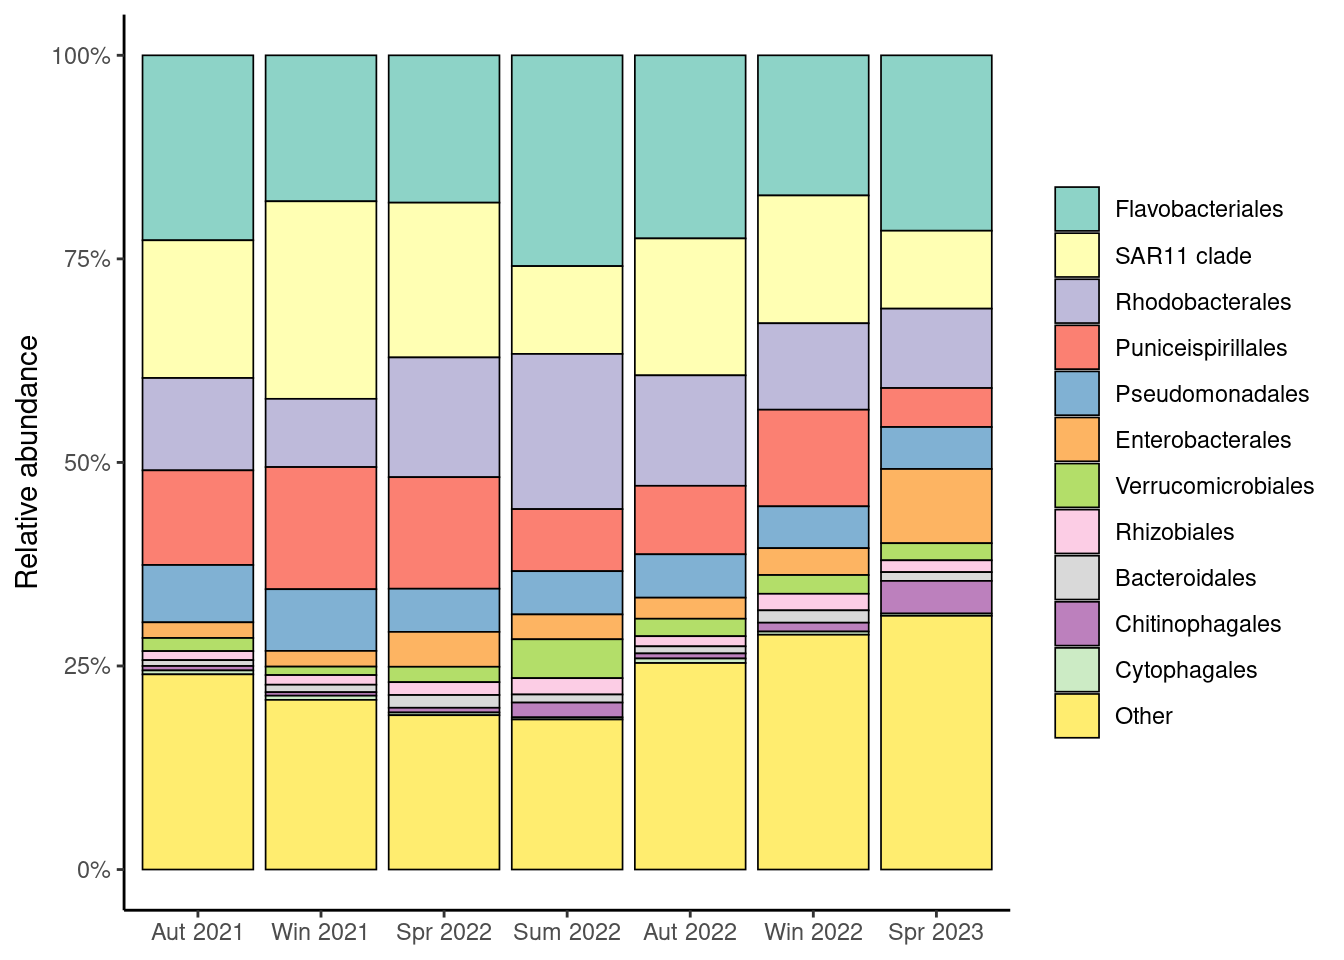 Relative abundance
100%
75%
50%
25%
0%
Aut 2021
Win 2021
Spr 2022
Sum 2022
Aut 2022
Win 2022
Spr 2023
Flavobacteriales
SAR11 clade
Rhodobacterales
Puniceispirillales
Pseudomonadales
Enterobacterales
Verrucomicrobiales
Rhizobiales
Bacteroidales
Chitinophagales
Cytophagales
Other